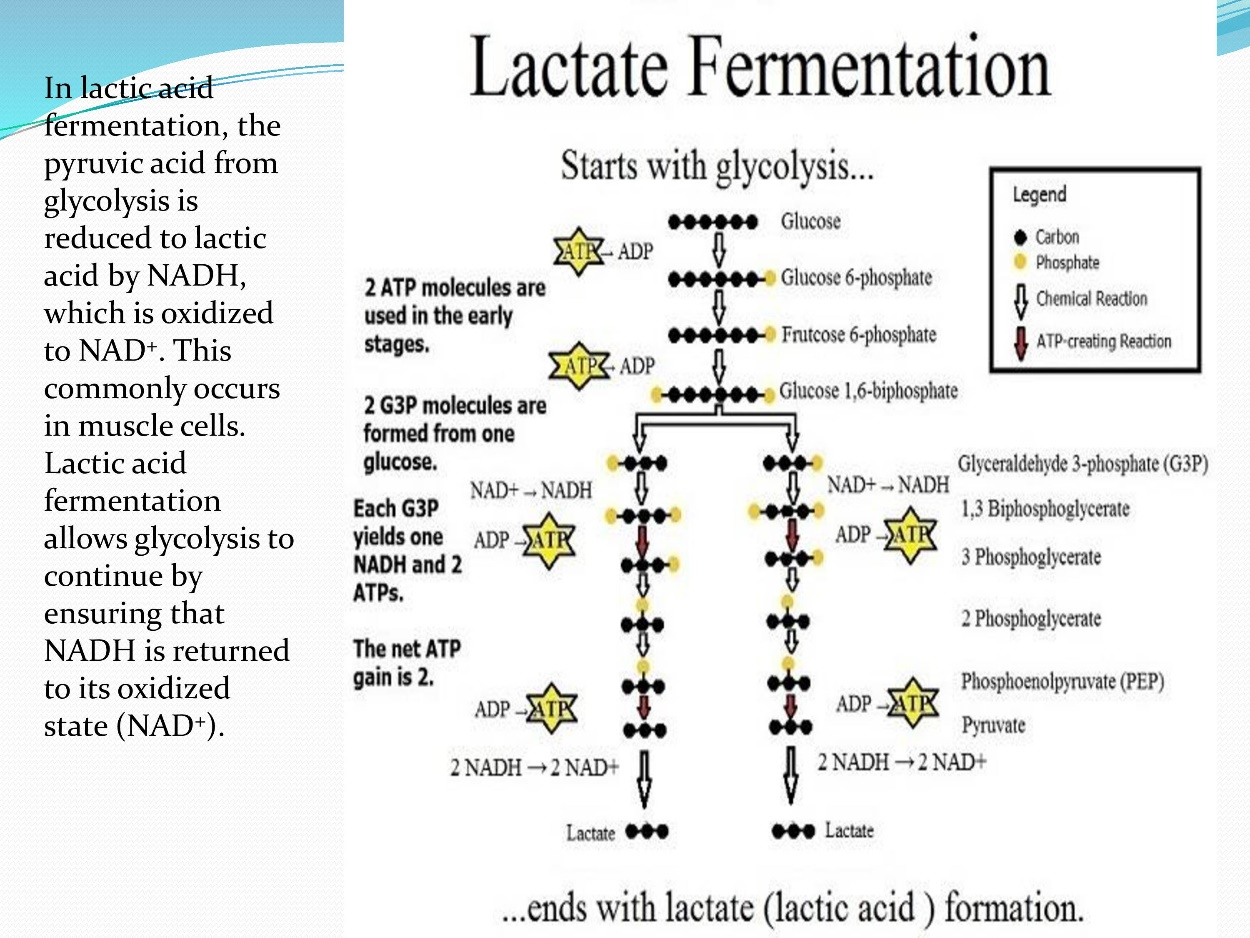 In lactic acid
fermentation, the
pyruvic acid from
glycolysis is
reduced to lactic
acid by NADH,
which is oxidized
to NAD⁺. This
commonly occurs
in muscle cells.
Lactic acid
fermentation
allows glycolysis to
continue by
ensuring that
NADH is returned
to its oxidized
state (NAD⁺).
Lactate Fermentation
Starts with glycolysis...
Legend
Carbon
Phosphate
Chemical Reaction
ATP-creating Reaction
Glucose
ATP → ADP
2 ATP molecules are
used in the early
stages.
Glucose 6-phosphate
Frutcose 6-phosphate
ATP → ADP
Glucose 1,6-biphosphate
2 G3P molecules are
formed from one
glucose.
Glyceraldehyde 3-phosphate (G3P)
NAD+ → NADH
NAD+ → NADH
Each G3P
yields one
NADH and 2
ATPs.
1,3 Biphosphoglycerate
ADP → ATP
ADP → ATP
3 Phosphoglycerate
2 Phosphoglycerate
The net ATP
gain is 2.
Phosphoenolpyruvate (PEP)
ADP → ATP
ADP → ATP
Pyruvate
2 NADH → 2 NAD+
2 NADH → 2 NAD+
Lactate
Lactate
...ends with lactate (lactic acid ) formation.